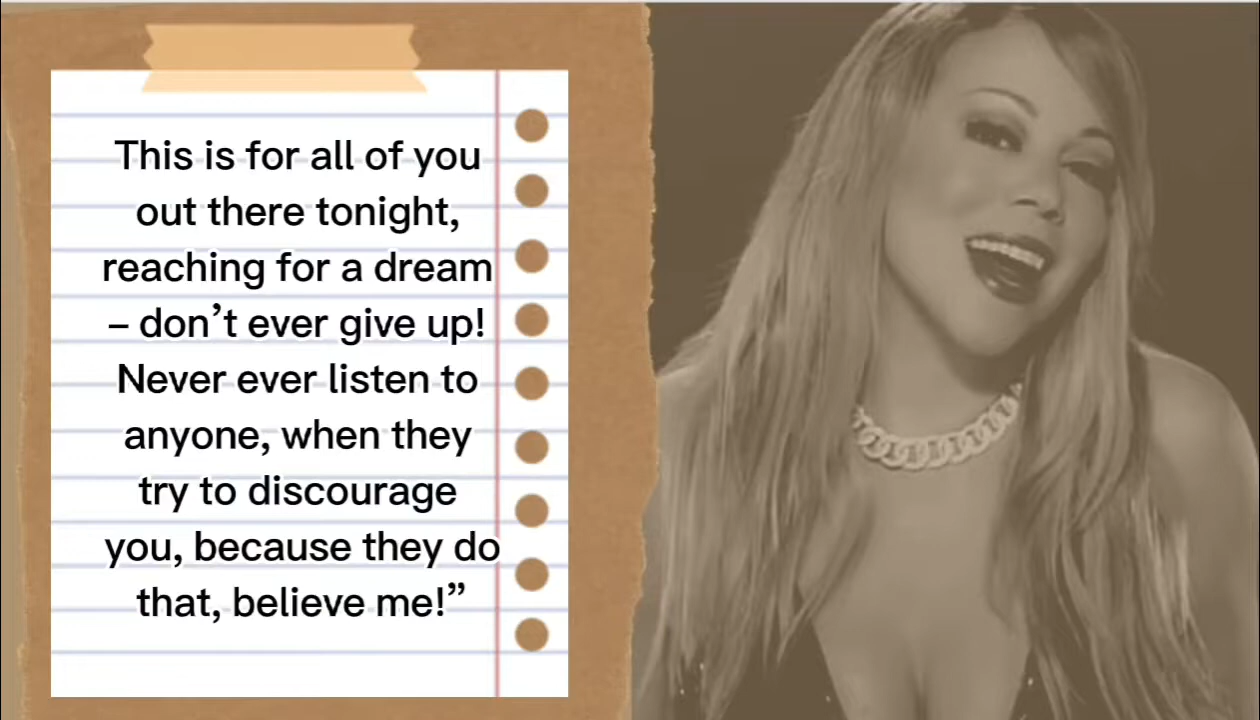 This is for all of you
out there tonight,
reaching for a dream
– don’t ever give up!
Never ever listen to
anyone, when they
try to discourage
you, because they do
that, believe me!”